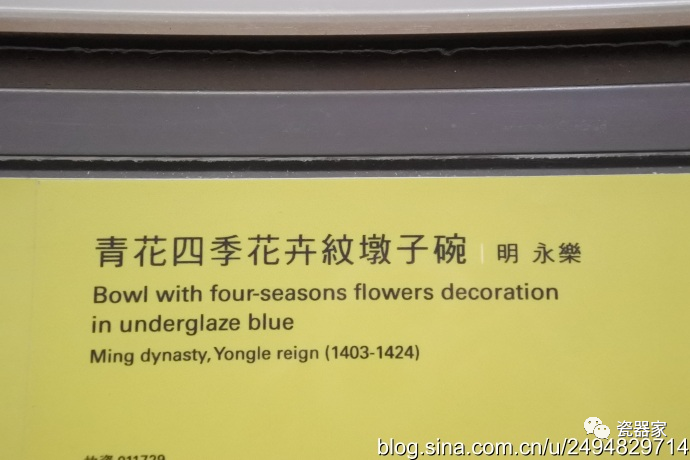 青花四季花卉紋墩子碗 | 明 永樂
Bowl with four-seasons flowers decoration
in underglaze blue
Ming dynasty, Yongle reign (1403-1424)
瓷器家
blog.sina.com.cn/u/2494829714